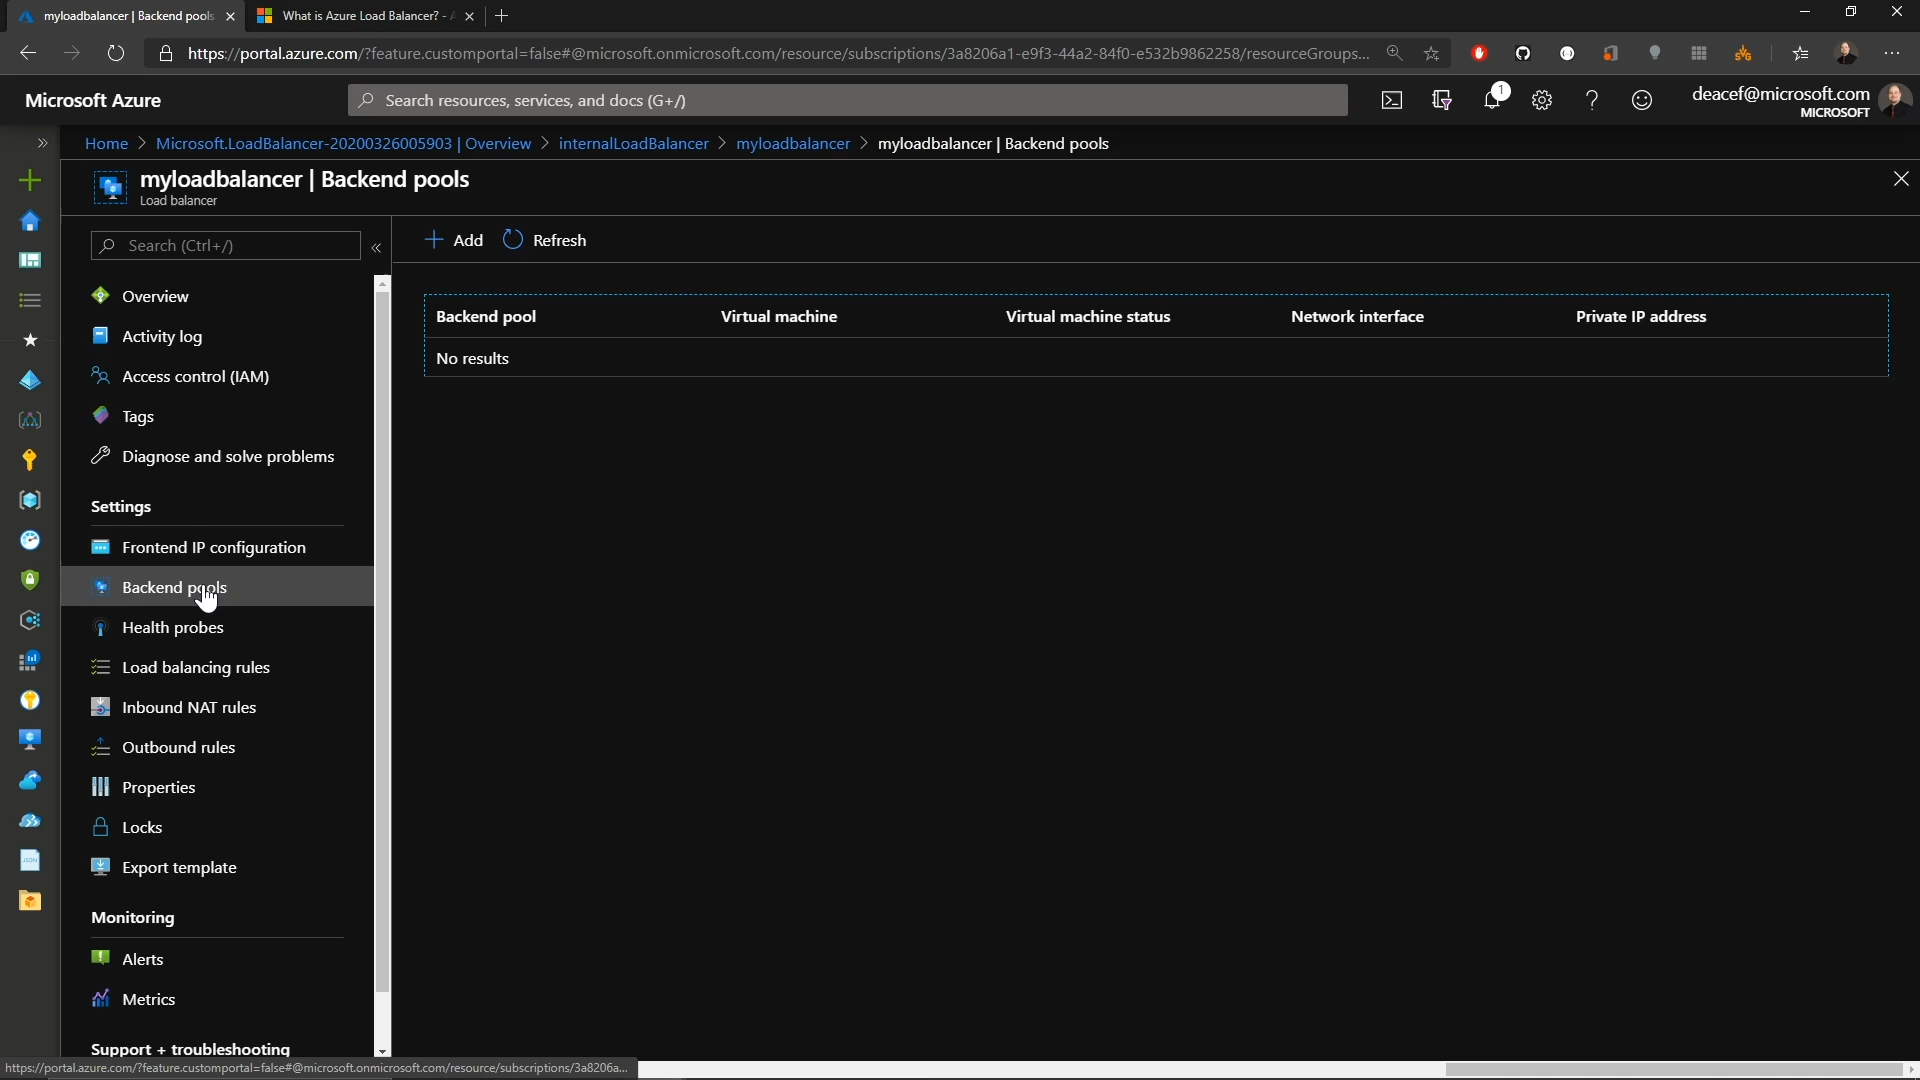 myloadbalancer | Backend pools
What is Azure Load Balancer? -
https://portal.azure.com/?feature.customportal=false#@microsoft.onmicrosoft.com/resource/subscriptions/3a8206a1-e9f3-44a2-84f0-e532b9862258/resourceGroups...
Microsoft Azure
Search resources, services, and docs (G+/)
1
deacef@microsoft.com
MICROSOFT
Home > Microsoft.LoadBalancer-20200326005903 | Overview > internalLoadBalancer > myloadbalancer > myloadbalancer | Backend pools
myloadbalancer | Backend pools
Load balancer
Search (Ctrl+/)
Add
Refresh
Overview
Activity log
Access control (IAM)
Tags
Diagnose and solve problems
Settings
Frontend IP configuration
Backend pools
Health probes
Load balancing rules
Inbound NAT rules
Outbound rules
Properties
Locks
Export template
Monitoring
Alerts
Metrics
Support + troubleshooting
Backend pool Virtual machine Virtual machine status Network interface Private IP address
No results
https://portal.azure.com/?feature.customportal=false#@microsoft.onmicrosoft.com/resource/subscriptions/3a8206a...